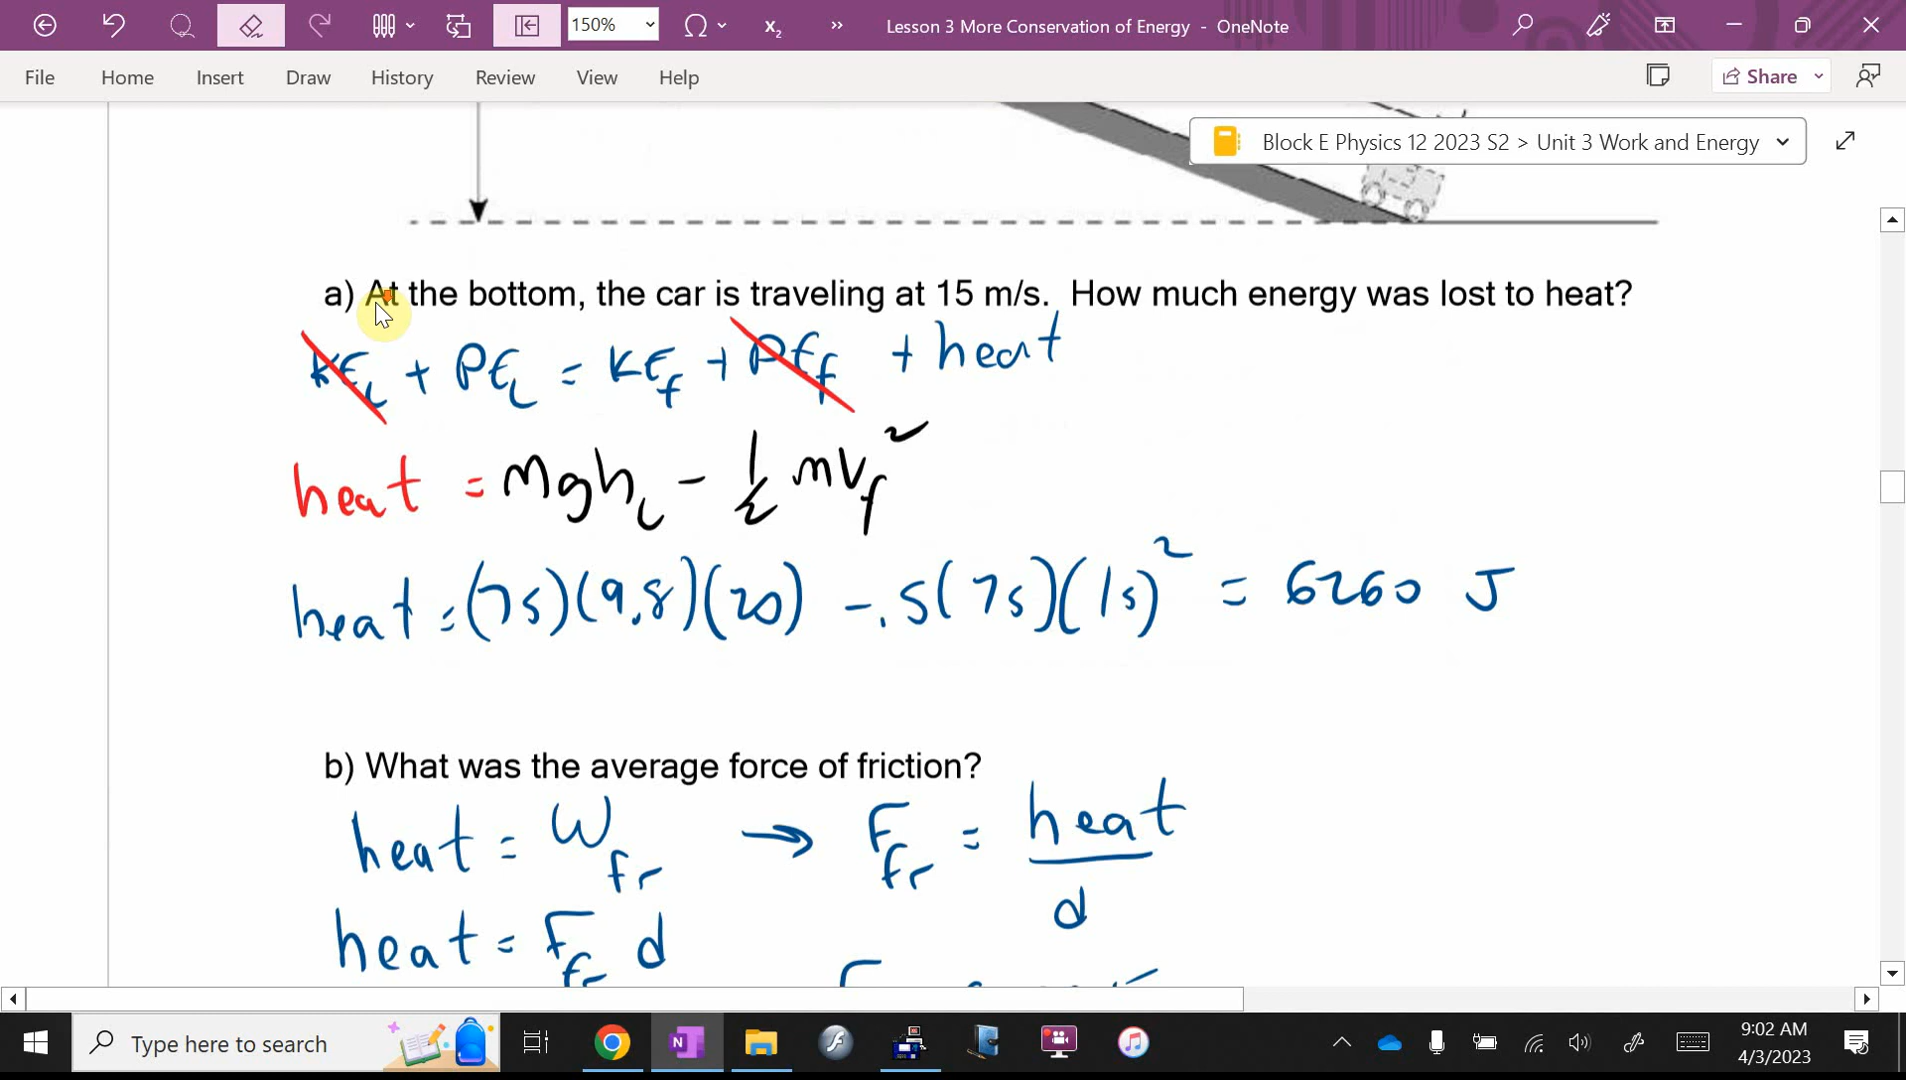 150%
Ω
x₂
»
Lesson 3 More Conservation of Energy - OneNote
File Home Insert Draw History Review View Help
Share
Block E Physics 12 2023 S2 > Unit 3 Work and Energy
a) At the bottom, the car is traveling at 15 m/s. How much energy was lost to heat?
KEi + PEi = KEf + PEf + heat
heat = mghi - 1/2 mvf²
heat = (75)(9.8)(20) - .5(75)(15)² = 6260 J
b) What was the average force of friction?
heat = Wfr → Ffr = heat/d
heat = Ffr d
Type here to search
9:02 AM
4/3/2023